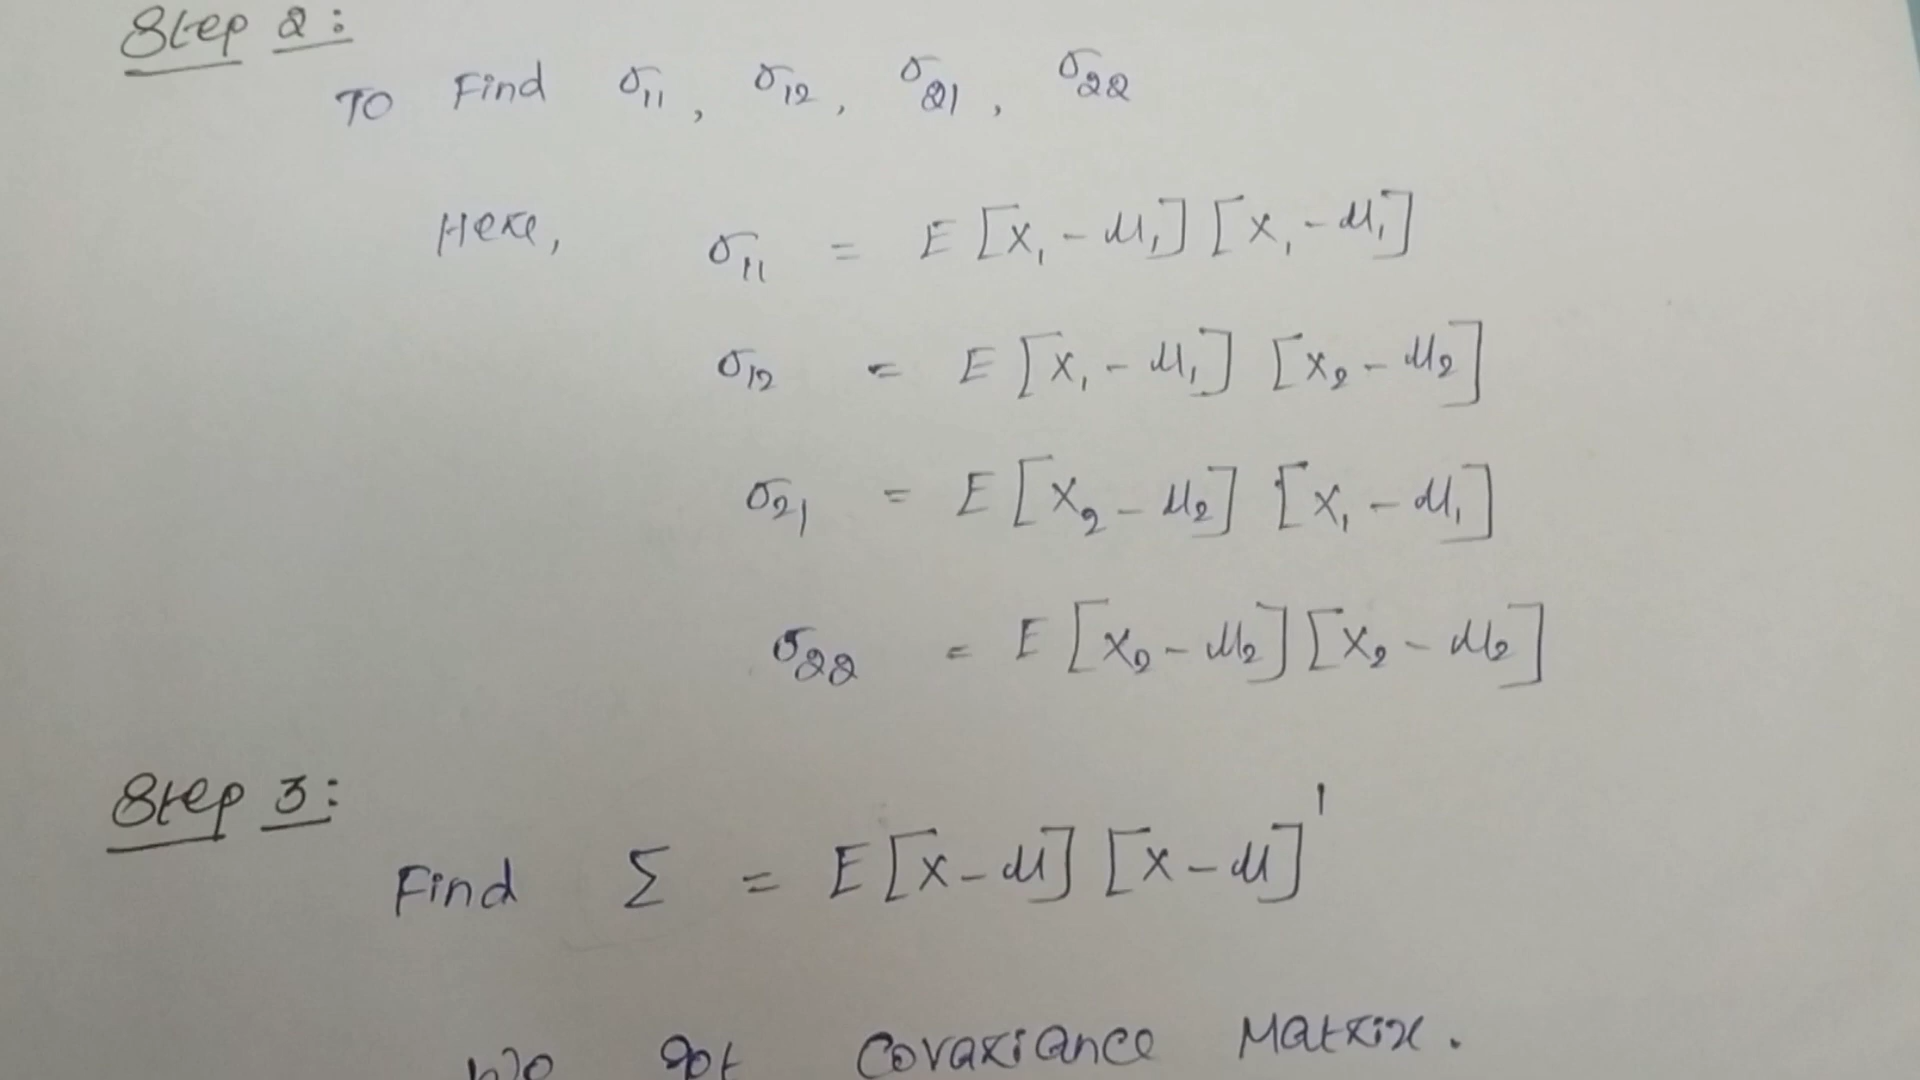 Step 2:
To Find σ₁₁, σ₁₂, σ₂₁, σ₂₂
Here, σ₁₁ = E [X₁ - μ₁] [X₁ - μ₁]
σ₁₂ = E [X₁ - μ₁] [X₂ - μ₂]
σ₂₁ = E [X₂ - μ₂] [X₁ - μ₁]
σ₂₂ = E [X₂ - μ₂] [X₂ - μ₂]
Step 3:
Find Σ = E [X - μ] [X - μ]'
We got Covariance Matrix.